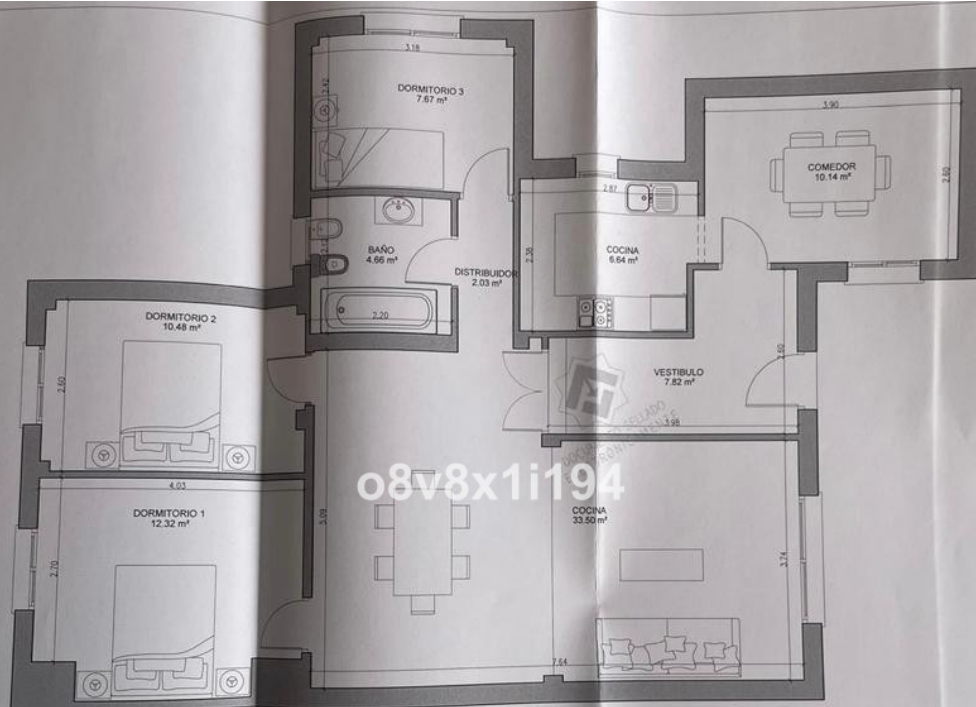 3.18
DORMITORIO 3
7.67 m²
2.42
3.90
COMEDOR
10.14 m²
2.60
2.87
COCINA
6.64 m²
2.36
BAÑO
4.66 m²
DISTRIBUIDOR
2.03 m²
2.20
DORMITORIO 2
10.48 m²
2.60
VESTIBULO
7.82 m²
2.60
3.98
o8v8x1i194
4.03
DORMITORIO 1
12.32 m²
2.70
5.09
COCINA
33.50 m²
3.74
7.64